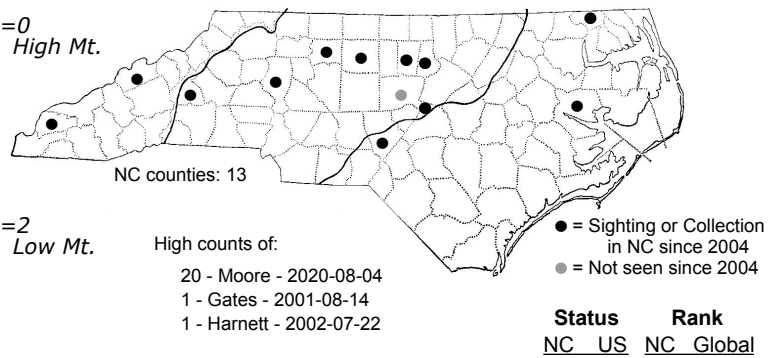 =0
High Mt.
NC counties: 13
=2
Low Mt.
High counts of:
20 - Moore - 2020-08-04
1 - Gates - 2001-08-14
1 - Harnett - 2002-07-22
= Sighting or Collection
in NC since 2004
= Not seen since 2004
Status Rank
NC US NC Global